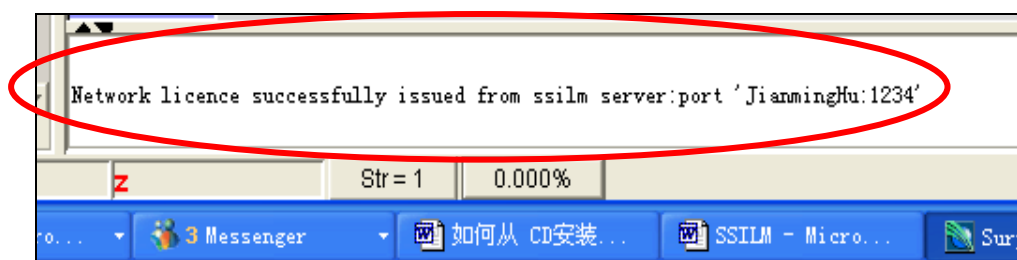 Network licence successfully issued from ssilm server:port 'JianmingHu:1234'
z Str = 1 0.000%
ro... 3 Messenger 如何从 CD安装... SSILM - Micro... Sur